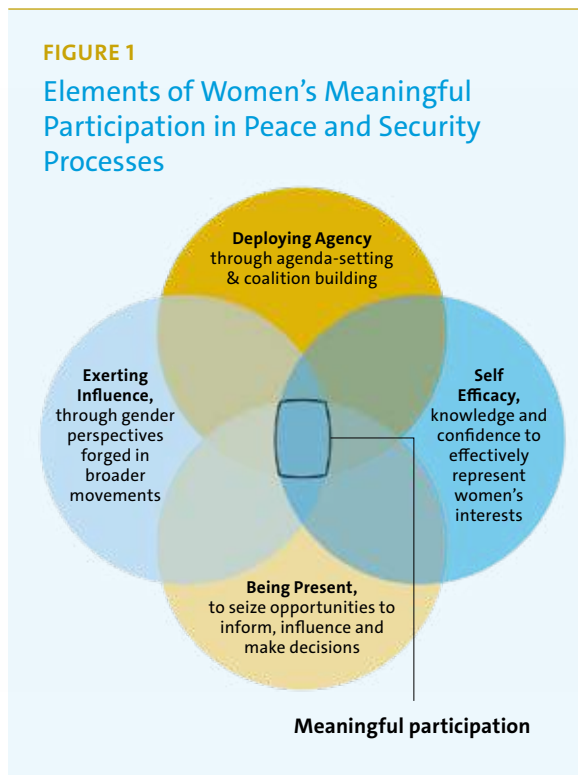 FIGURE 1
Elements of Women’s Meaningful
Participation in Peace and Security
Processes
Deploying Agency
through agenda-setting
& coalition building
Exerting
Influence,
through gender
perspectives
forged in
broader
movements
Self
Efficacy,
knowledge and
confidence to
effectively
represent
women’s
interests
Being Present,
to seize opportunities to
inform, influence and
make decisions
Meaningful participation